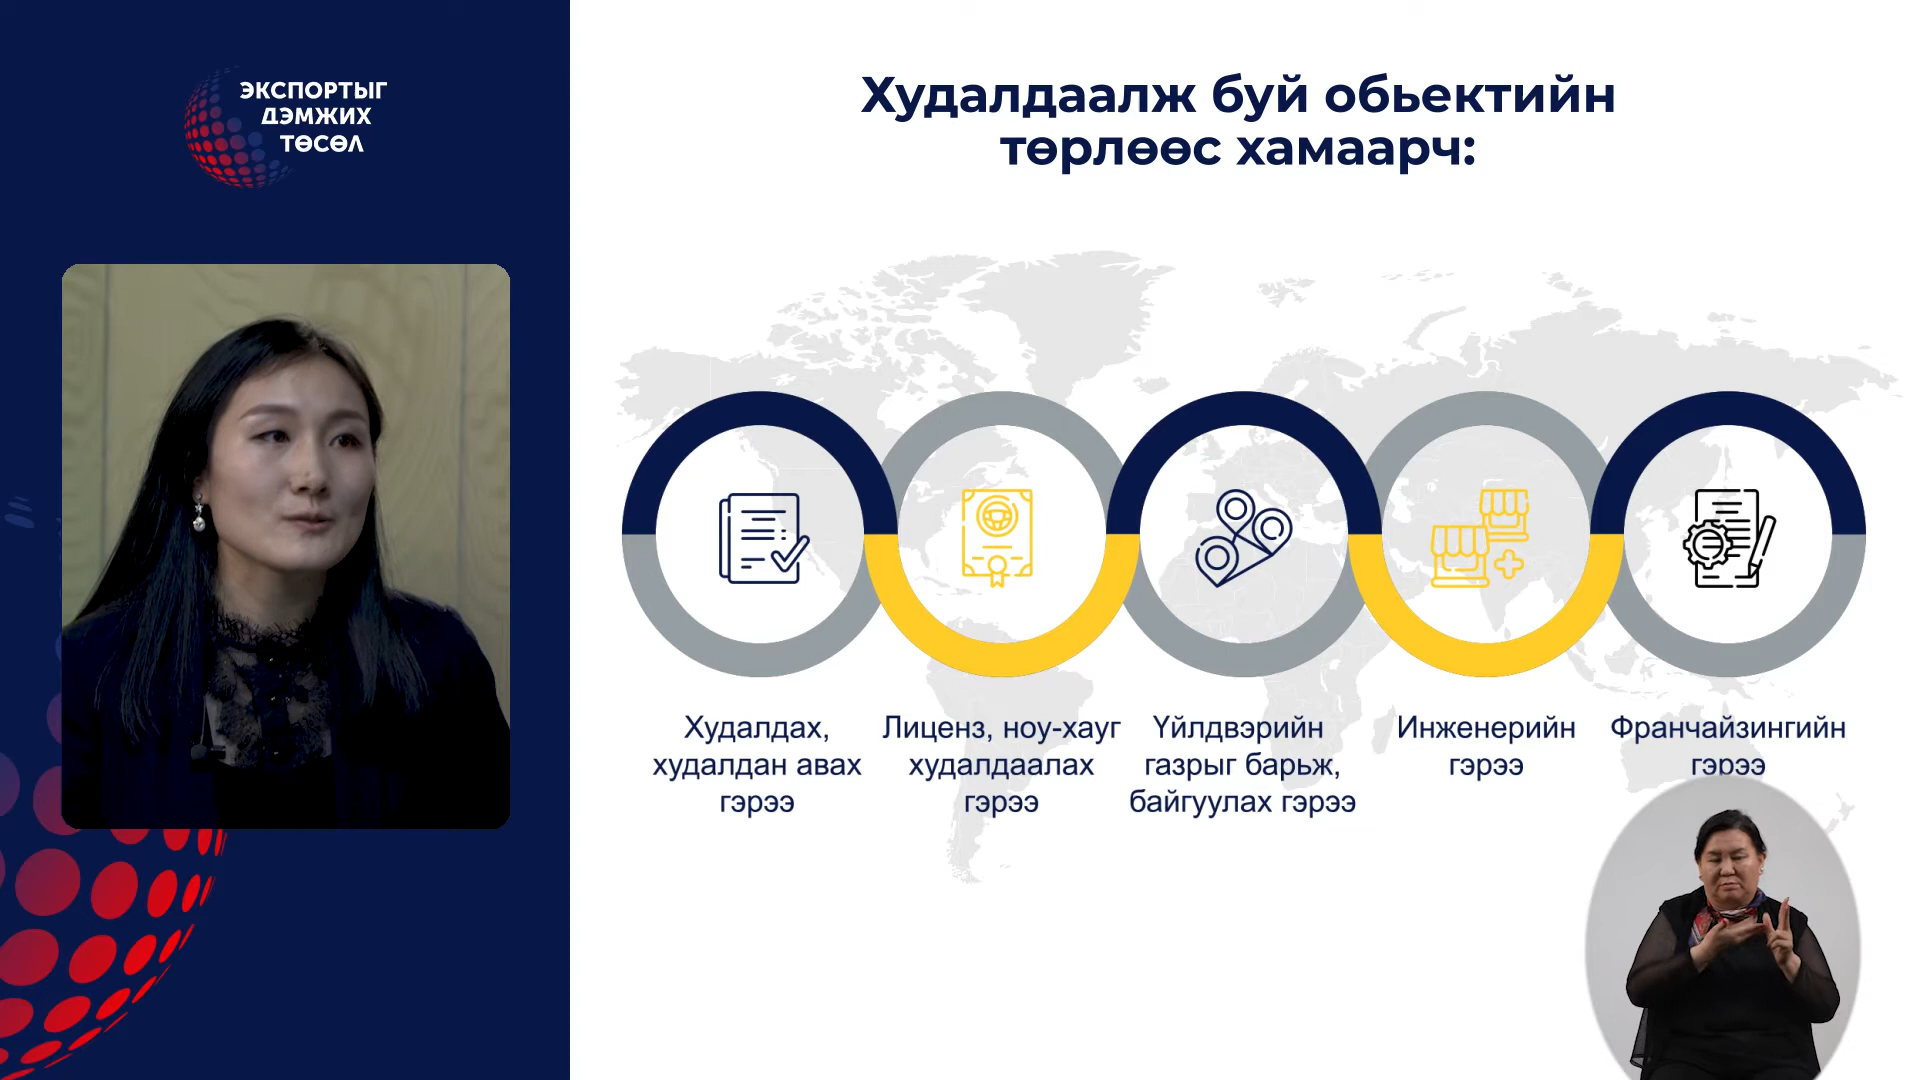 ЭКСПОРТЫГ
ДЭМЖИХ
ТӨСӨЛ
Худалдаалж буй обьектийн
төрлөөс хамаарч:
Худалдах,
худалдан авах
гэрээ
Лиценз, ноу-хауг
худалдаалах
гэрээ
Үйлдвэрийн
газрыг барьж,
байгуулах гэрээ
Инженерийн
гэрээ
Франчайзингийн
гэрээ